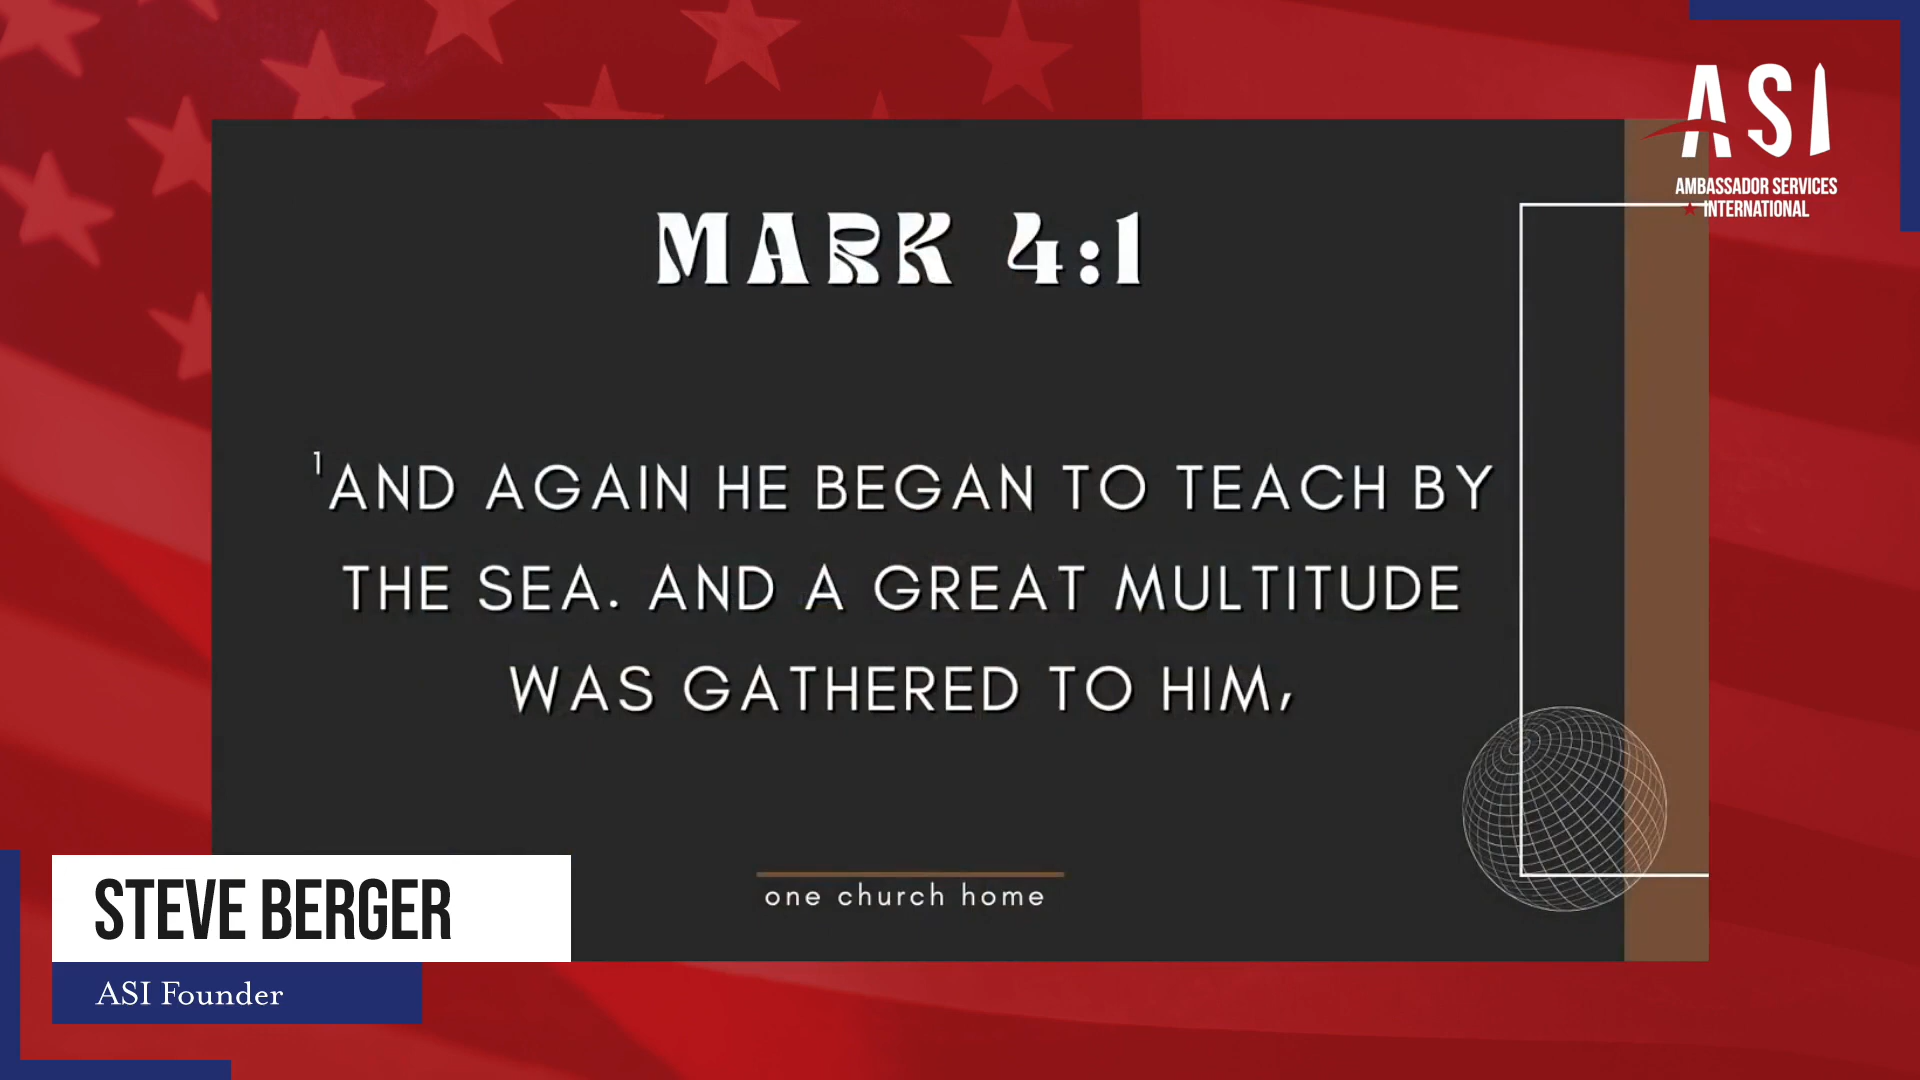 ASI
AMBASSADOR SERVICES
INTERNATIONAL
MARK 4:1
¹AND AGAIN HE BEGAN TO TEACH BY
THE SEA. AND A GREAT MULTITUDE
WAS GATHERED TO HIM,
one church home
STEVE BERGER
ASI Founder